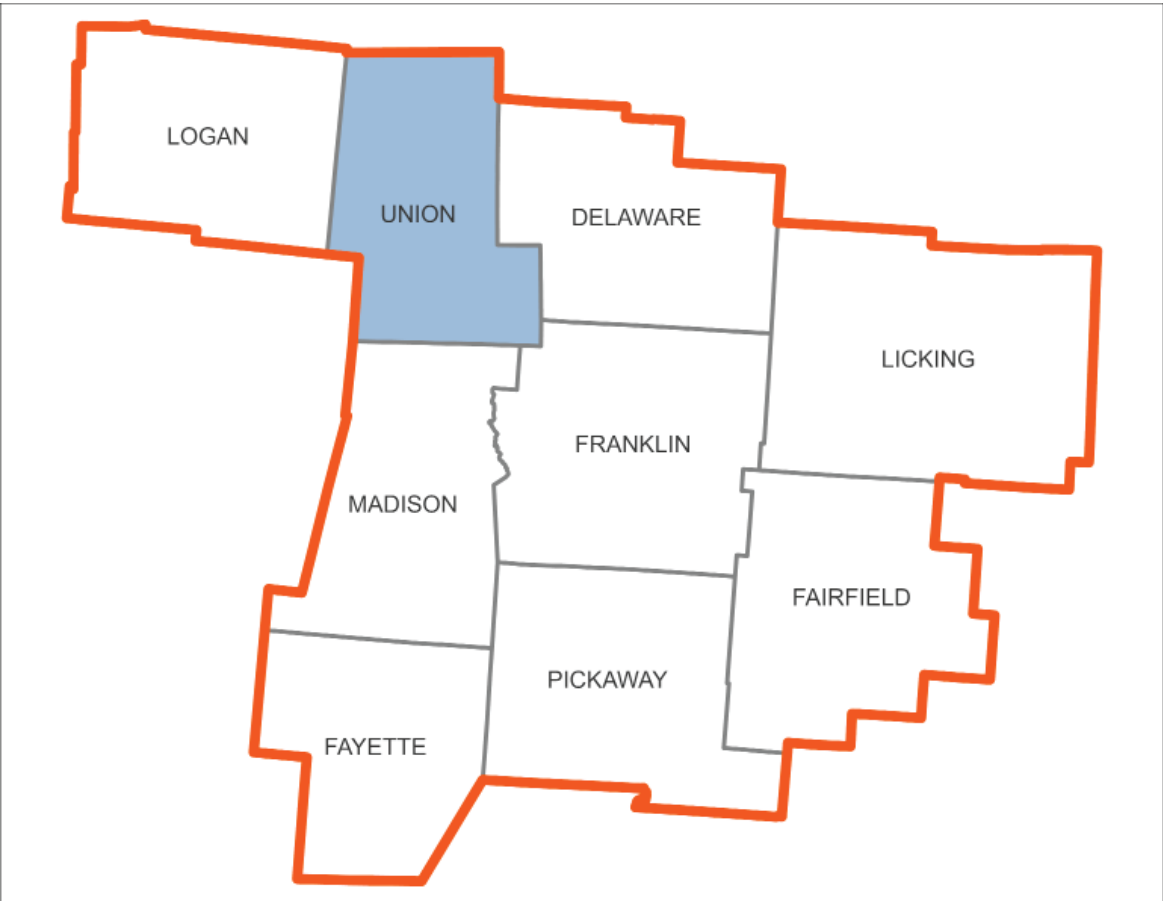 LOGAN
UNION
DELAWARE
LICKING
FRANKLIN
MADISON
FAIRFIELD
PICKAWAY
FAYETTE